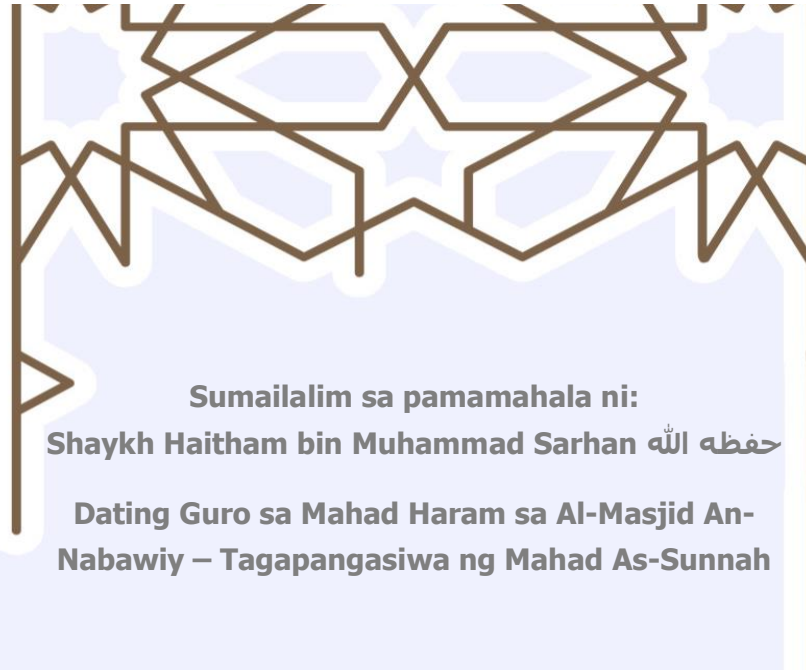 Sumailalim sa pamamahala ni:
Shaykh Haitham bin Muhammad Sarhan حفظه الله
Dating Guro sa Mahad Haram sa Al-Masjid An-
Nabawiy – Tagapangasiwa ng Mahad As-Sunnah